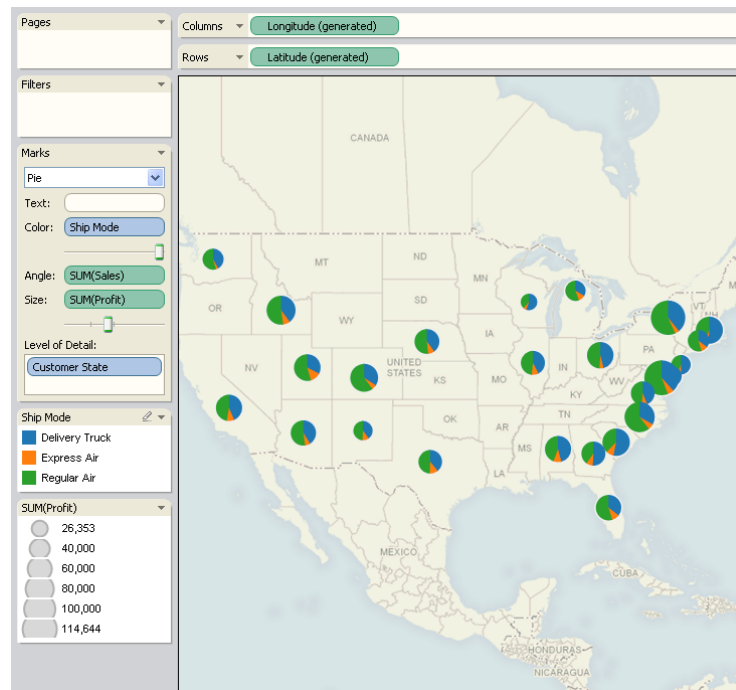 Pages
Columns Longitude (generated)
Rows Latitude (generated)
Filters
Marks
Pie
Text:
Color: Ship Mode
Angle: SUM(Sales)
Size: SUM(Profit)
Level of Detail:
Customer State
Ship Mode
Delivery Truck
Express Air
Regular Air
SUM(Profit)
26,353
40,000
60,000
80,000
100,000
114,644
CANADA
MT
ND
MN
OR
SD
WY
VT
NH
IA
PA
NV
UNITED
STATES
IN
KS
MO
WV
KY
OK
TN
AR
MS
LA
MEXICO
CUBA
HONDURAS
NICARAGUA